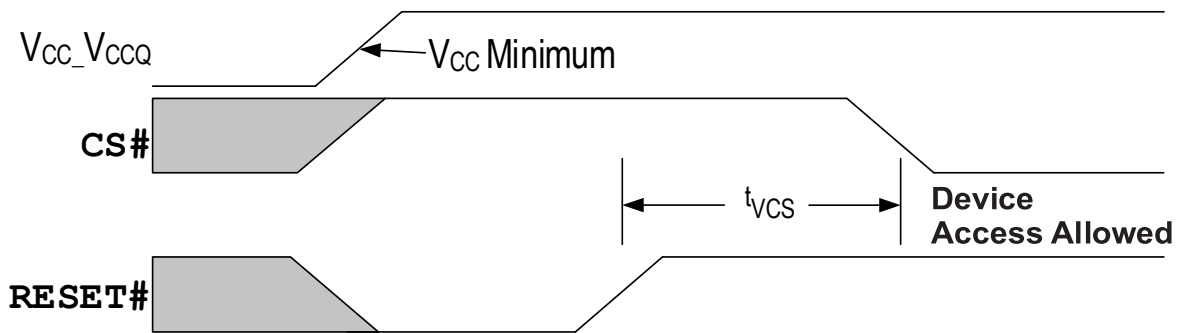 VCC_VCCQ
VCC Minimum
CS#
tVCS
Device
Access Allowed
RESET#